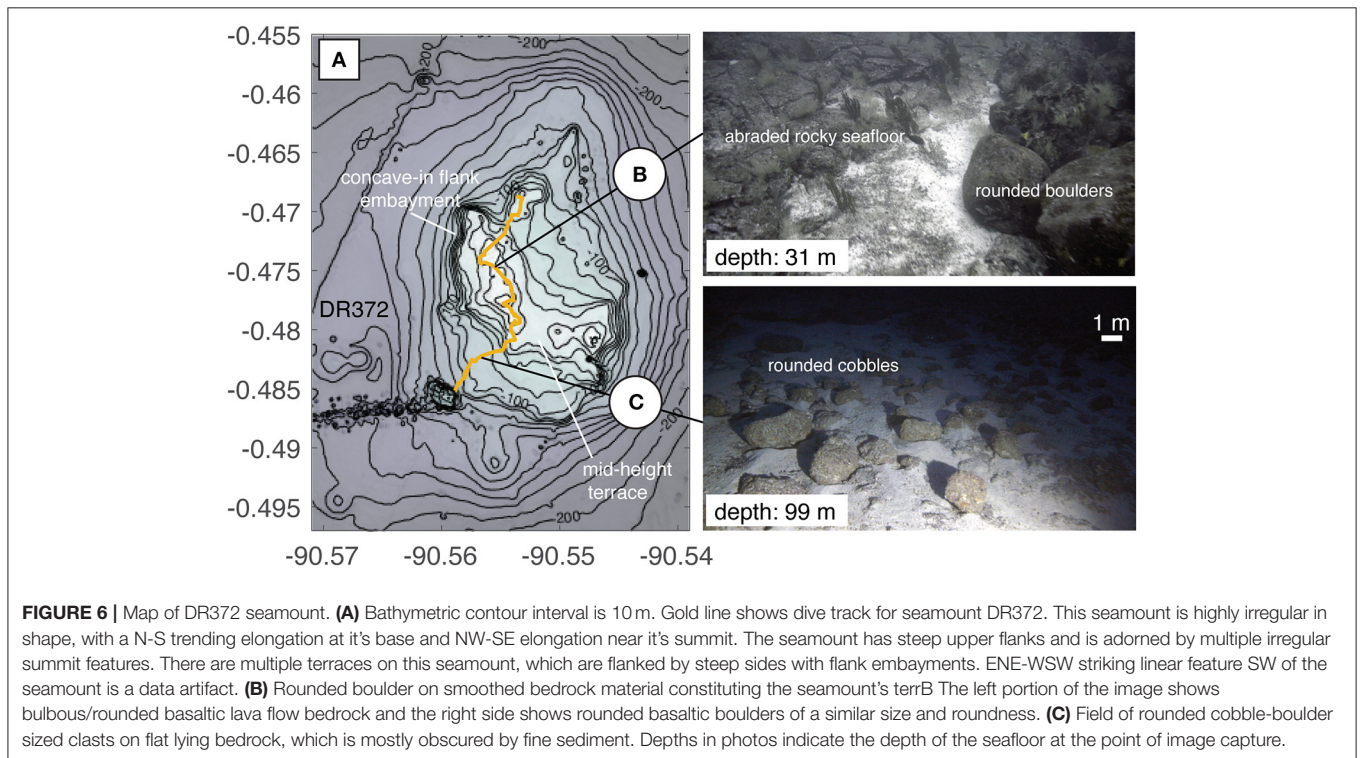 -0.455
-0.46
-0.465
-0.47
-0.475
-0.48
-0.485
-0.49
-0.495
-90.57 -90.56 -90.55 -90.54
A
-200
-200
-200
concave-in flank
embayment
B
-100
DR372
C
-100
mid-height
terrace
-200
abraded rocky seafloor
rounded boulders
depth: 31 m
1 m
rounded cobbles
depth: 99 m
FIGURE 6 | Map of DR372 seamount. (A) Bathymetric contour interval is 10 m. Gold line shows dive track for seamount DR372. This seamount is highly irregular in
shape, with a N-S trending elongation at it's base and NW-SE elongation near it's summit. The seamount has steep upper flanks and is adorned by multiple irregular
summit features. There are multiple terraces on this seamount, which are flanked by steep sides with flank embayments. ENE-WSW striking linear feature SW of the
seamount is a data artifact. (B) Rounded boulder on smoothed bedrock material constituting the seamount's terrB The left portion of the image shows
bulbous/rounded basaltic lava flow bedrock and the right side shows rounded basaltic boulders of a similar size and roundness. (C) Field of rounded cobble-boulder
sized clasts on flat lying bedrock, which is mostly obscured by fine sediment. Depths in photos indicate the depth of the seafloor at the point of image capture.